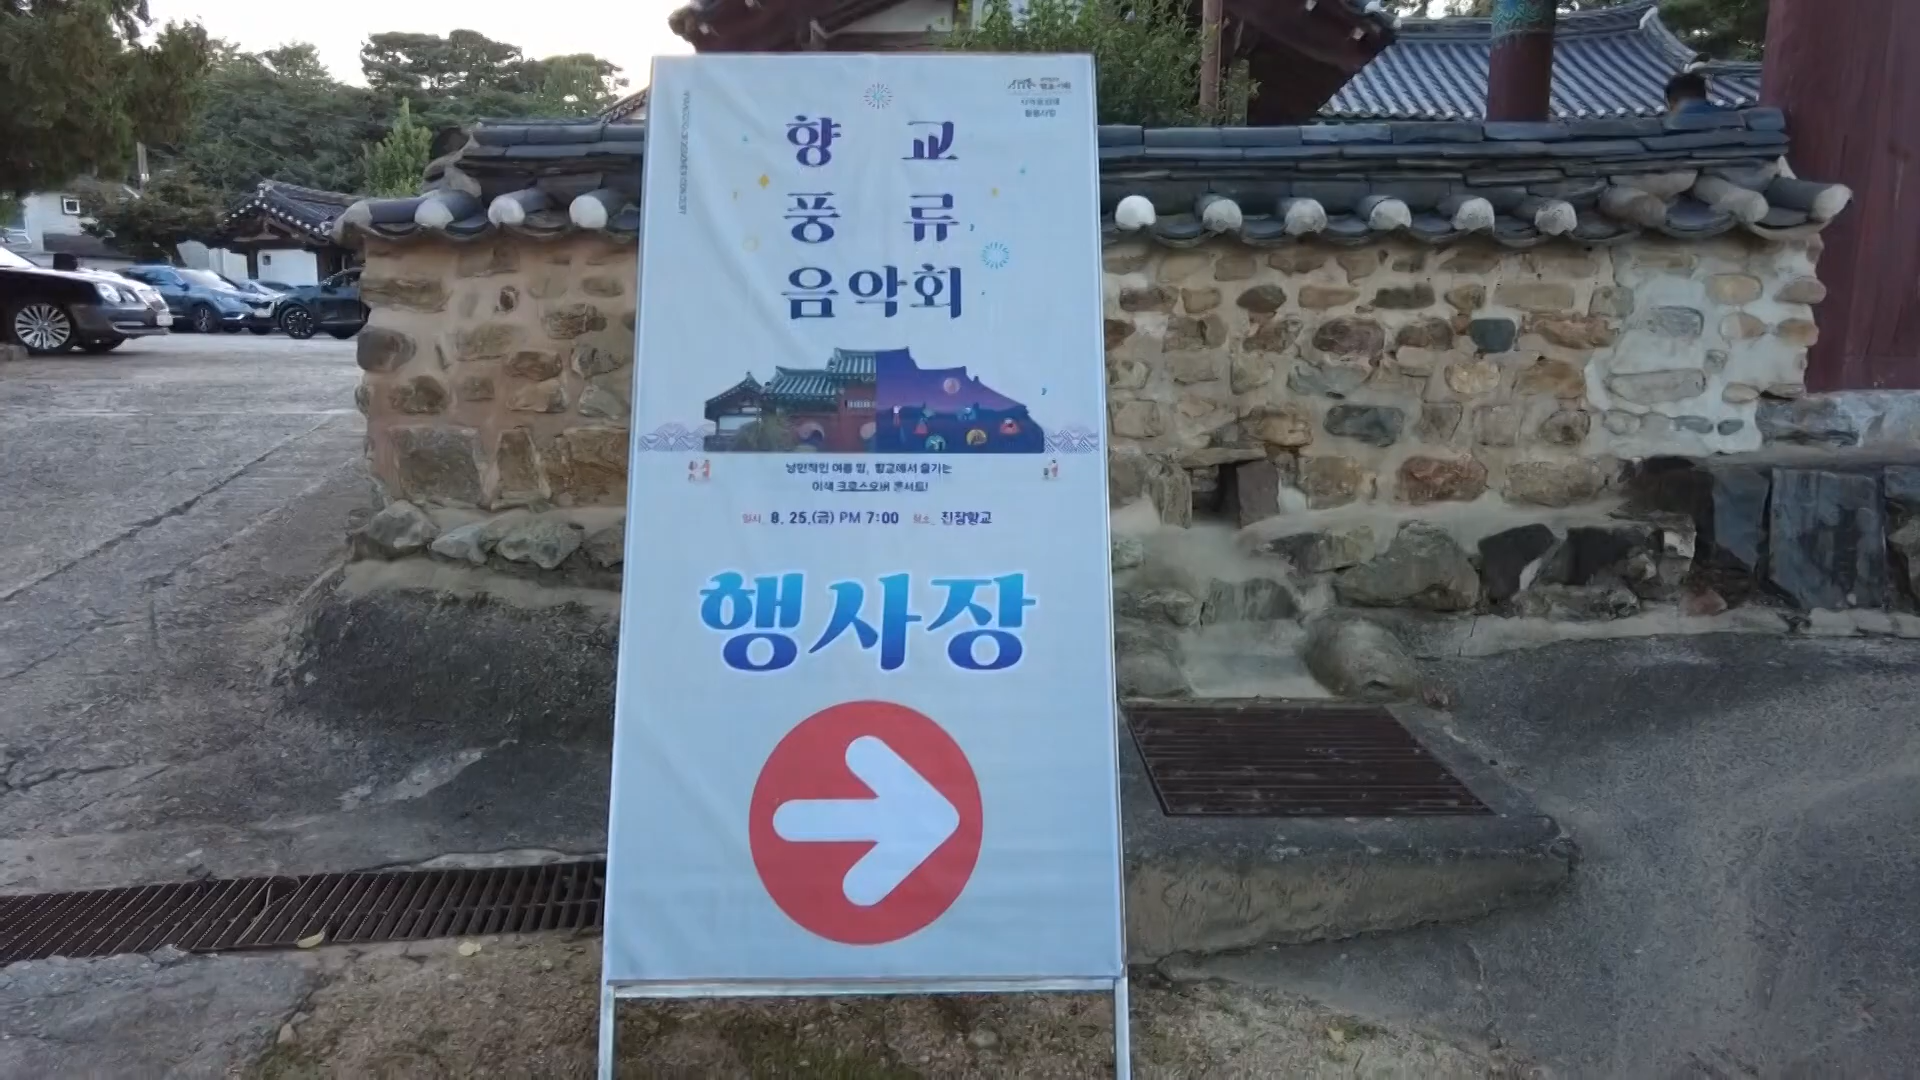 향 교
풍 류
음악회
낭만적인 여름 밤, 향교에서 즐기는
이색 크로스오버 콘서트!
일시. 8. 25.(금) PM 7:00 장소. 진잠향교
행사장